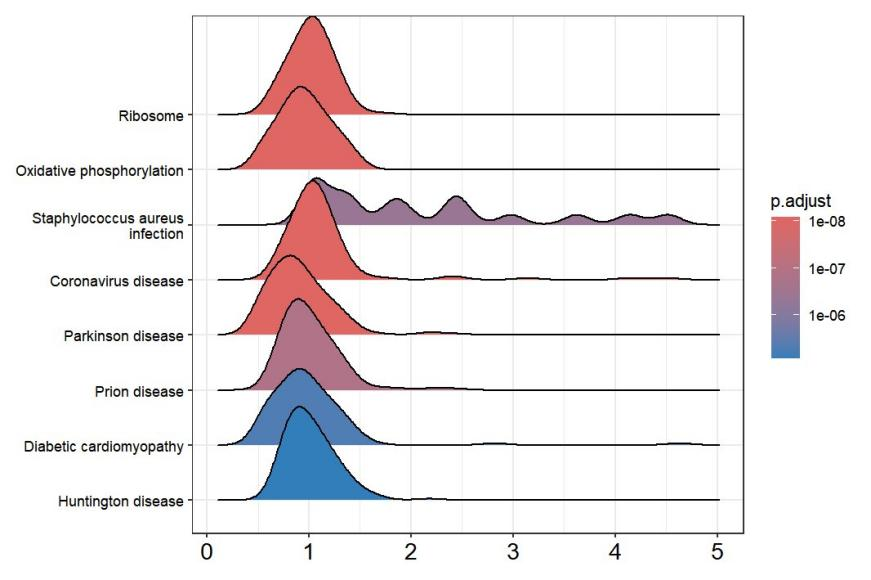 Ribosome
Oxidative phosphorylation
Staphylococcus aureus
infection
Coronavirus disease
Parkinson disease
Prion disease
Diabetic cardiomyopathy
Huntington disease
0 1 2 3 4 5
p.adjust
1e-08
1e-07
1e-06